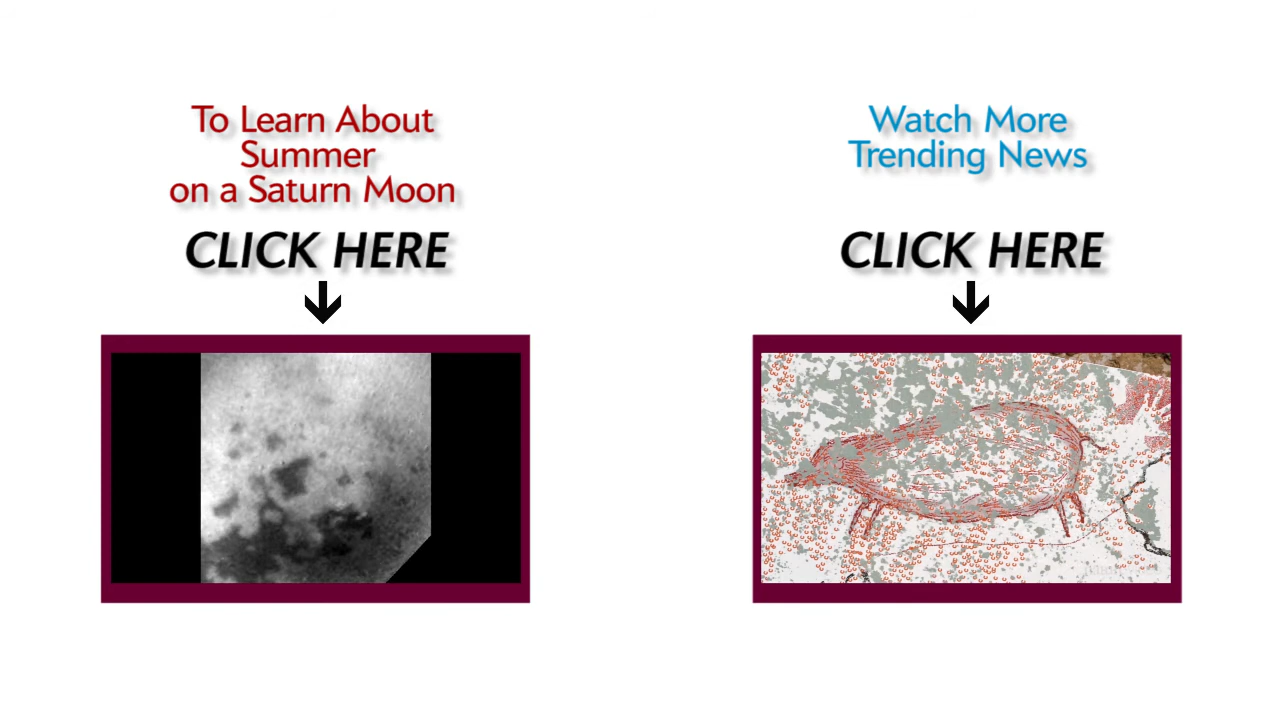 To Learn About
Summer
on a Saturn Moon
CLICK HERE
Watch More
Trending News
CLICK HERE